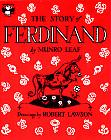 THE STORY OF
FERDINAND
by MUNRO LEAF
Drawings by ROBERT LAWSON